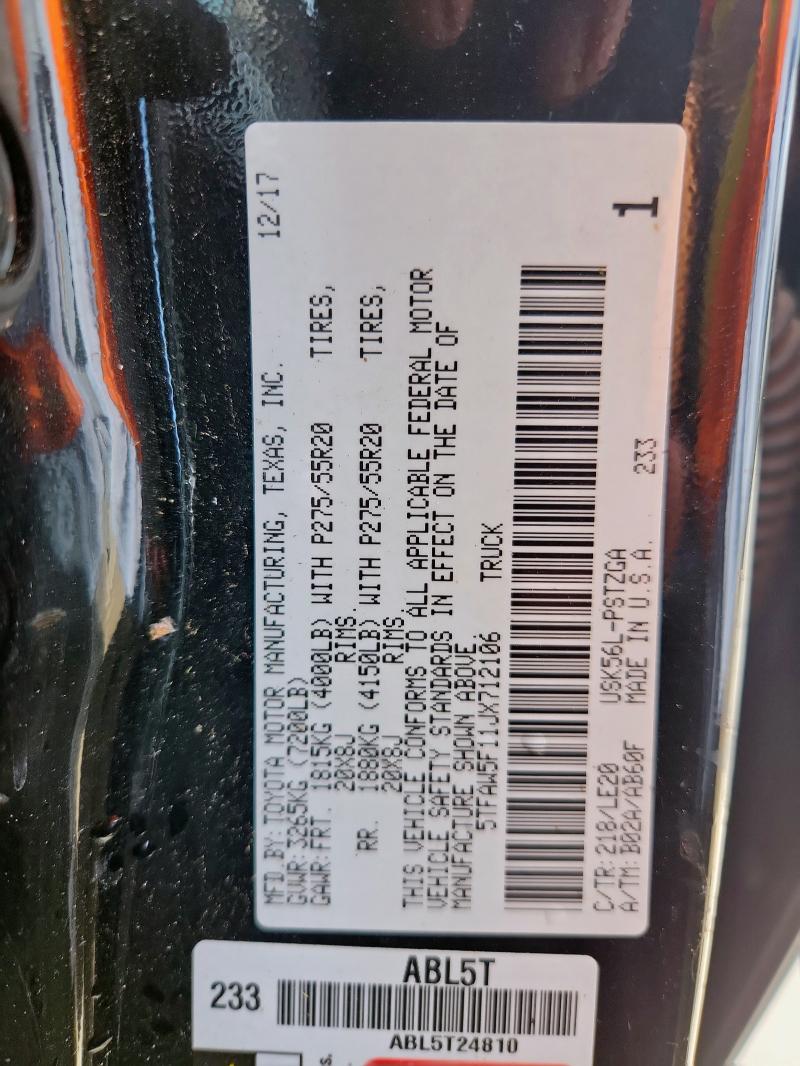 12/17
MFD. BY: TOYOTA MOTOR MANUFACTURING, TEXAS, INC.
GVWR: 3265KG (7200LB)
GAWR: FRT. 1815KG (4000LB) WITH P275/55R20 TIRES,
20X8J RIMS.
RR. 1880KG (4150LB) WITH P275/55R20 TIRES,
20X8J RIMS.
THIS VEHICLE CONFORMS TO ALL APPLICABLE FEDERAL MOTOR
VEHICLE SAFETY STANDARDS IN EFFECT ON THE DATE OF
MANUFACTURE SHOWN ABOVE.
5TFAW5F11JX712106 TRUCK
C/TR: 218/LE20 USK56L-PSTZGA 233
A/TM: B02A/AB60F MADE IN U.S.A.
1
ABL5T
233
ABL5T24810
s.